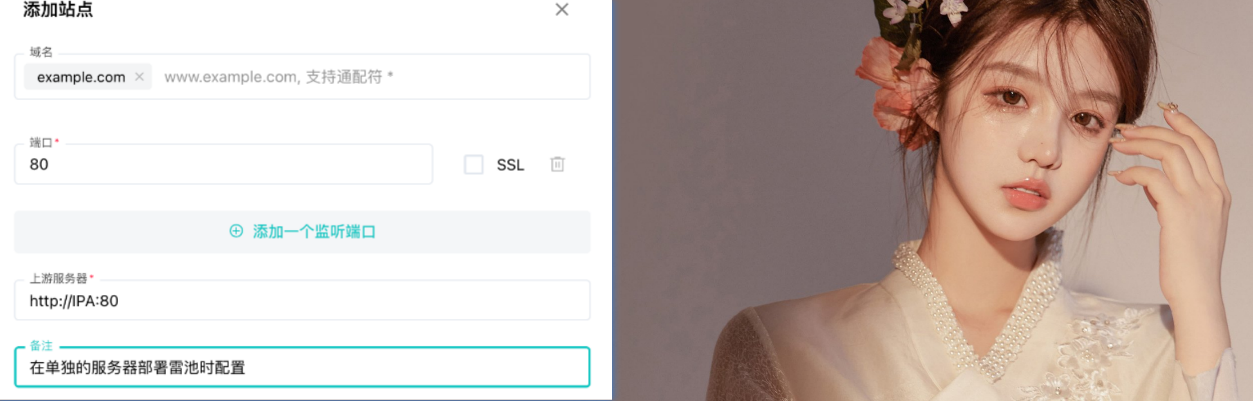 添加站点
域名
example.com www.example.com, 支持通配符 *
端口*
80
SSL
添加一个监听端口
上游服务器*
http://IPA:80
备注
在单独的服务器部署雷池时配置